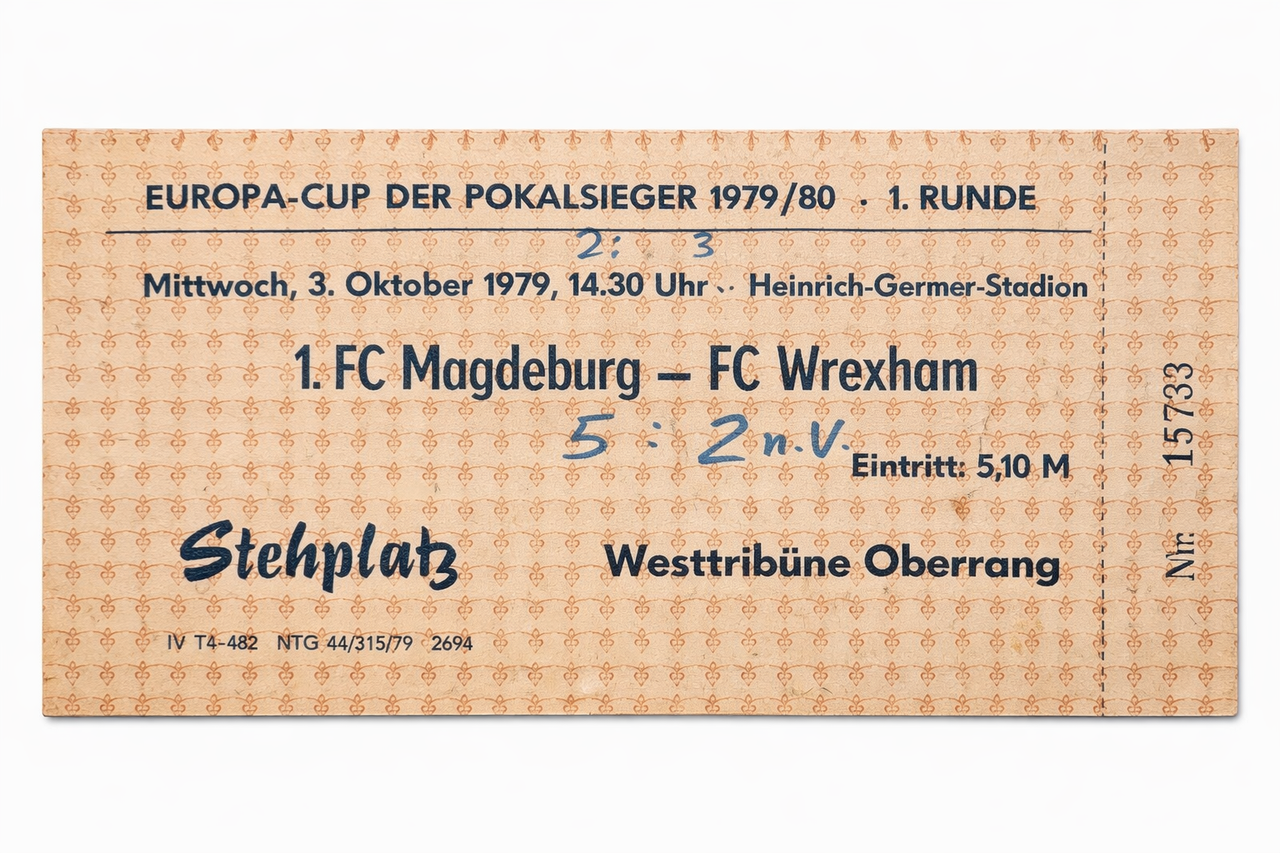 EUROPA-CUP DER POKALSIEGER 1979/80 · 1. RUNDE
2: 3
Mittwoch, 3. Oktober 1979, 14.30 Uhr ·· Heinrich-Germer-Stadion
1. FC Magdeburg — FC Wrexham
5 : 2 n.V.
Eintritt: 5,10 M
Stehplatz
Westtribüne Oberrang
IV T4-482 NTG 44/315/79 2694
Nr. 15733